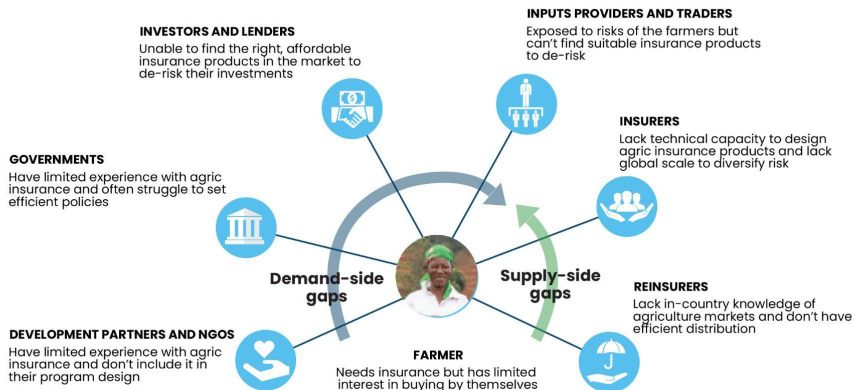 INVESTORS AND LENDERS
Unable to find the right, affordable
insurance products in the market to
de-risk their investments
INPUTS PROVIDERS AND TRADERS
Exposed to risks of the farmers but
can't find suitable insurance products
to de-risk
INSURERS
Lack technical capacity to design
agric insurance products and lack
global scale to diversify risk
GOVERNMENTS
Have limited experience with agric
insurance and often struggle to set
efficient policies
Demand-side
gaps
Supply-side
gaps
REINSURERS
Lack in-country knowledge of
agriculture markets and don't have
efficient distribution
DEVELOPMENT PARTNERS AND NGOS
Have limited experience with agric
insurance and don't include it in
their program design
FARMER
Needs insurance but has limited
interest in buying by themselves